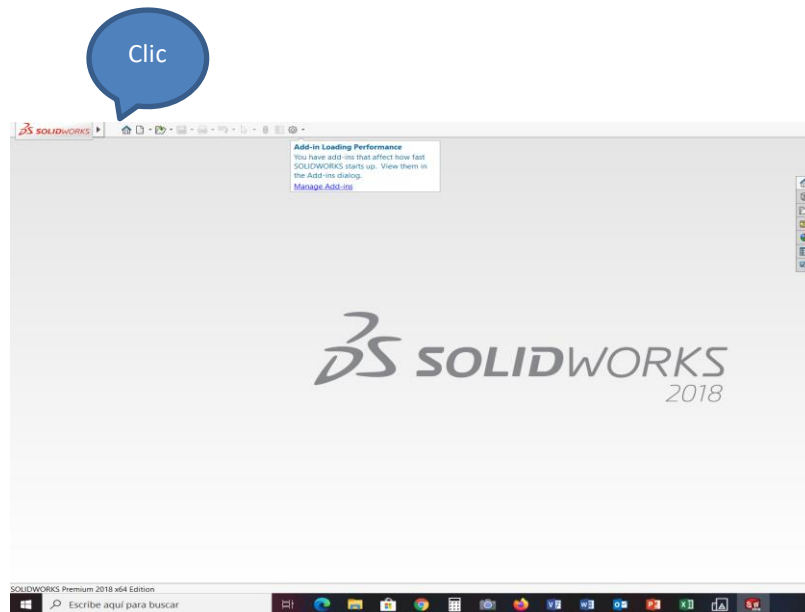 Clic
SOLIDWORKS
Add-in Loading Performance
You have add-ins that affect how fast
SOLIDWORKS starts up. View them in
the Add-ins dialog.
Manage Add-ins
SOLIDWORKS
2018
SOLIDWORKS Premium 2018 x64 Edition
Escribe aquí para buscar